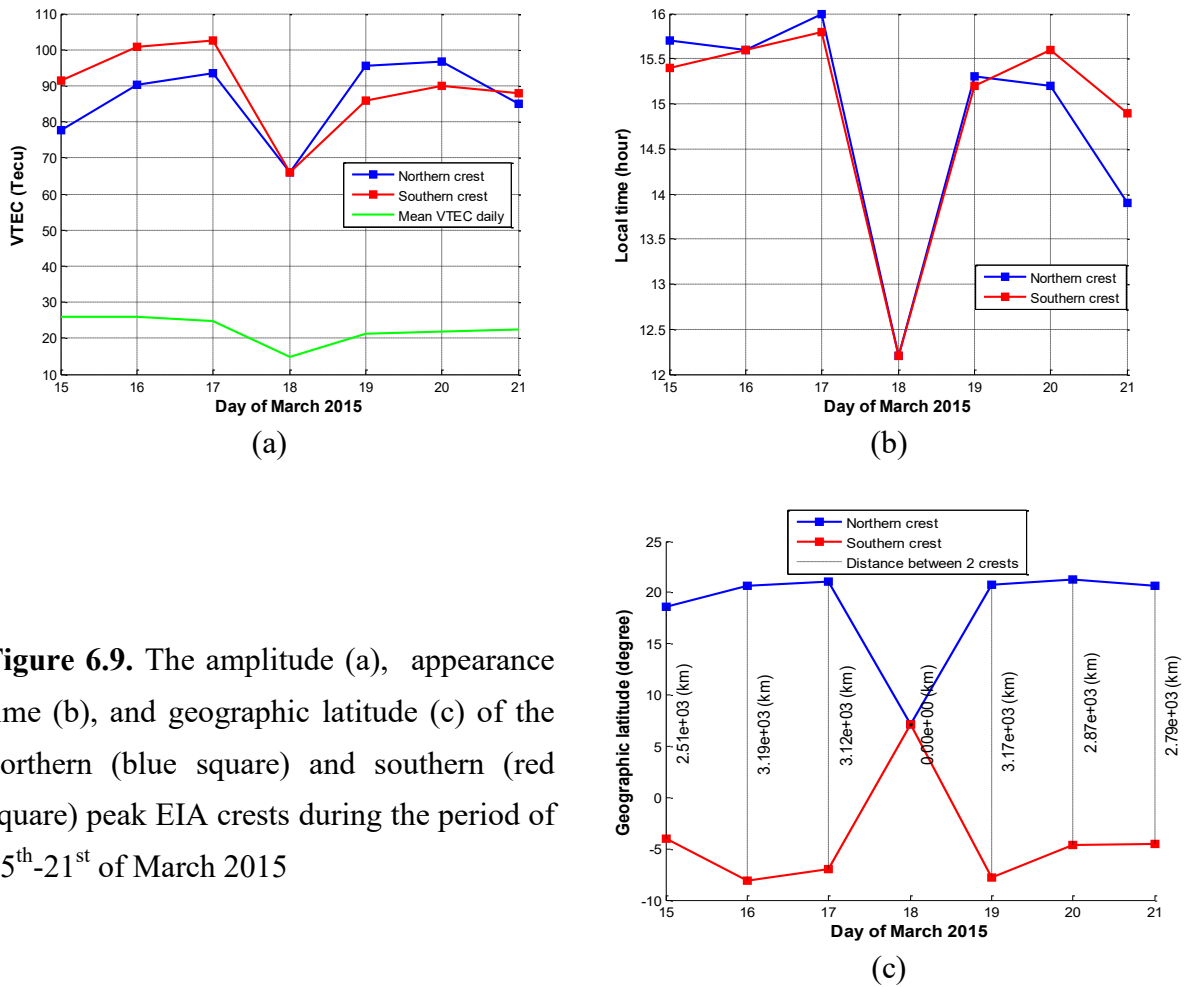 110
100
90
80
70
60
50
40
30
20
10
VTEC (Tecu)
Northern crest
Southern crest
Mean VTEC daily
15 16 17 18 19 20 21
Day of March 2015
(a)
16
15.5
15
14.5
14
13.5
13
12.5
12
Local time (hour)
Northern crest
Southern crest
15 16 17 18 19 20 21
Day of March 2015
(b)
Northern crest
Southern crest
Distance between 2 crests
25
20
15
10
5
0
-5
-10
Geographic latitude (degree)
2.51e+03 (km)
3.19e+03 (km)
3.12e+03 (km)
0.00e+00 (km)
3.17e+03 (km)
2.87e+03 (km)
2.79e+03 (km)
15 16 17 18 19 20 21
Day of March 2015
(c)
igure 6.9. The amplitude (a), appearance
ime (b), and geographic latitude (c) of the
orthern (blue square) and southern (red
quare) peak EIA crests during the period of
5th-21st of March 2015